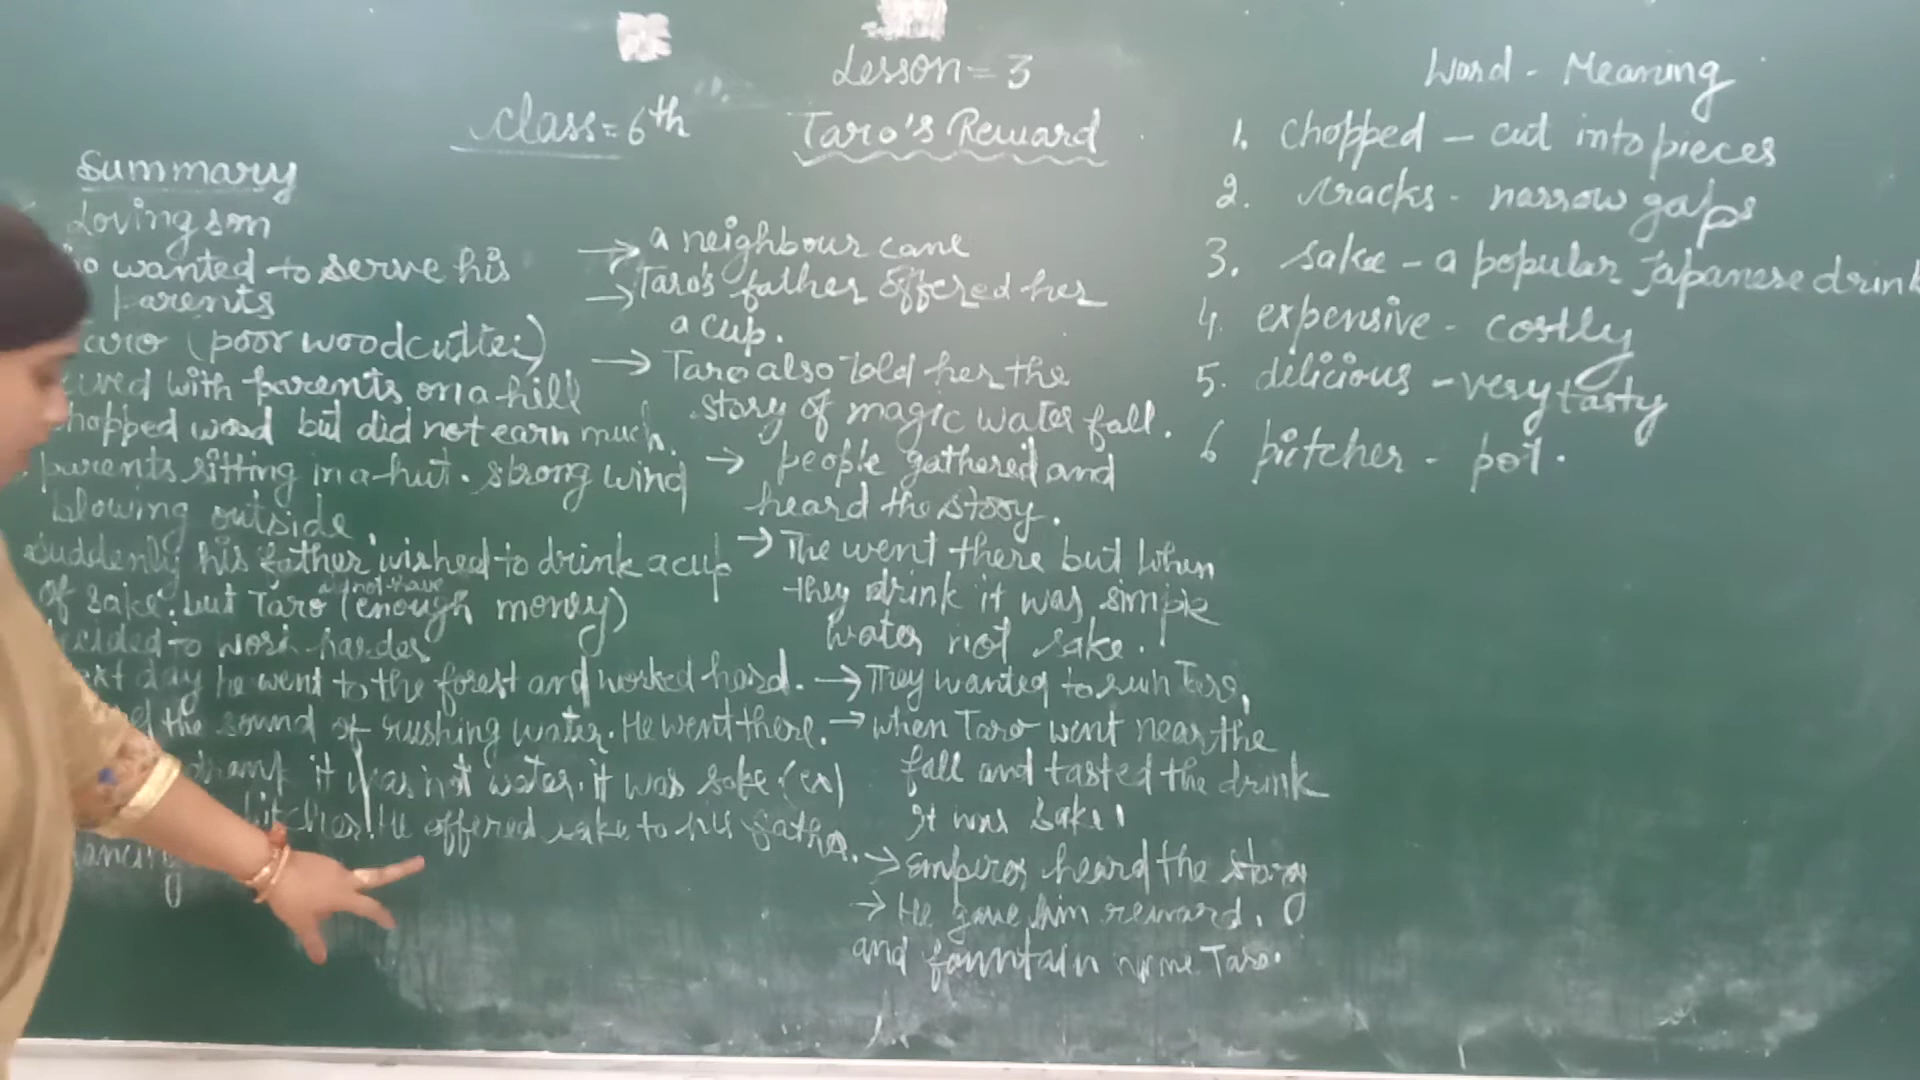 Lesson = 3
Class = 6th
Taro's Reward
Summary
Loving son
wanted to serve his
parents
(poor woodcutter)
with parents on a hill
wood but did not earn much.
parents sitting in a hut. strong wind
blowing outside
Suddenly his father wished to drink a cup
did not have
of sake. but Taro (enough money)
to work harder
day he went to the forest and worked hard.
the sound of rushing water. He went there.
it was not water. it was sake (ex)
He offered sake to his father.
→ a neighbour came
→ Taro's father offered her
a cup.
→ Taro also told her the
story of magic water fall.
→ people gathered and
heard the story.
→ The went there but when
they drink it was simple
water not sake.
→ They wanted to Taro,
→ when Taro went near the
fall and tasted the drink
It was sake.
→ Emperor heard the story
→ He gave him reward.
and fountain name Taro.
Word - Meaning
1. chopped - cut into pieces
2. cracks - narrow gaps
3. sake - a popular Japanese drink
4. expensive - costly
5. delicious - very tasty
6 pitcher - pot.